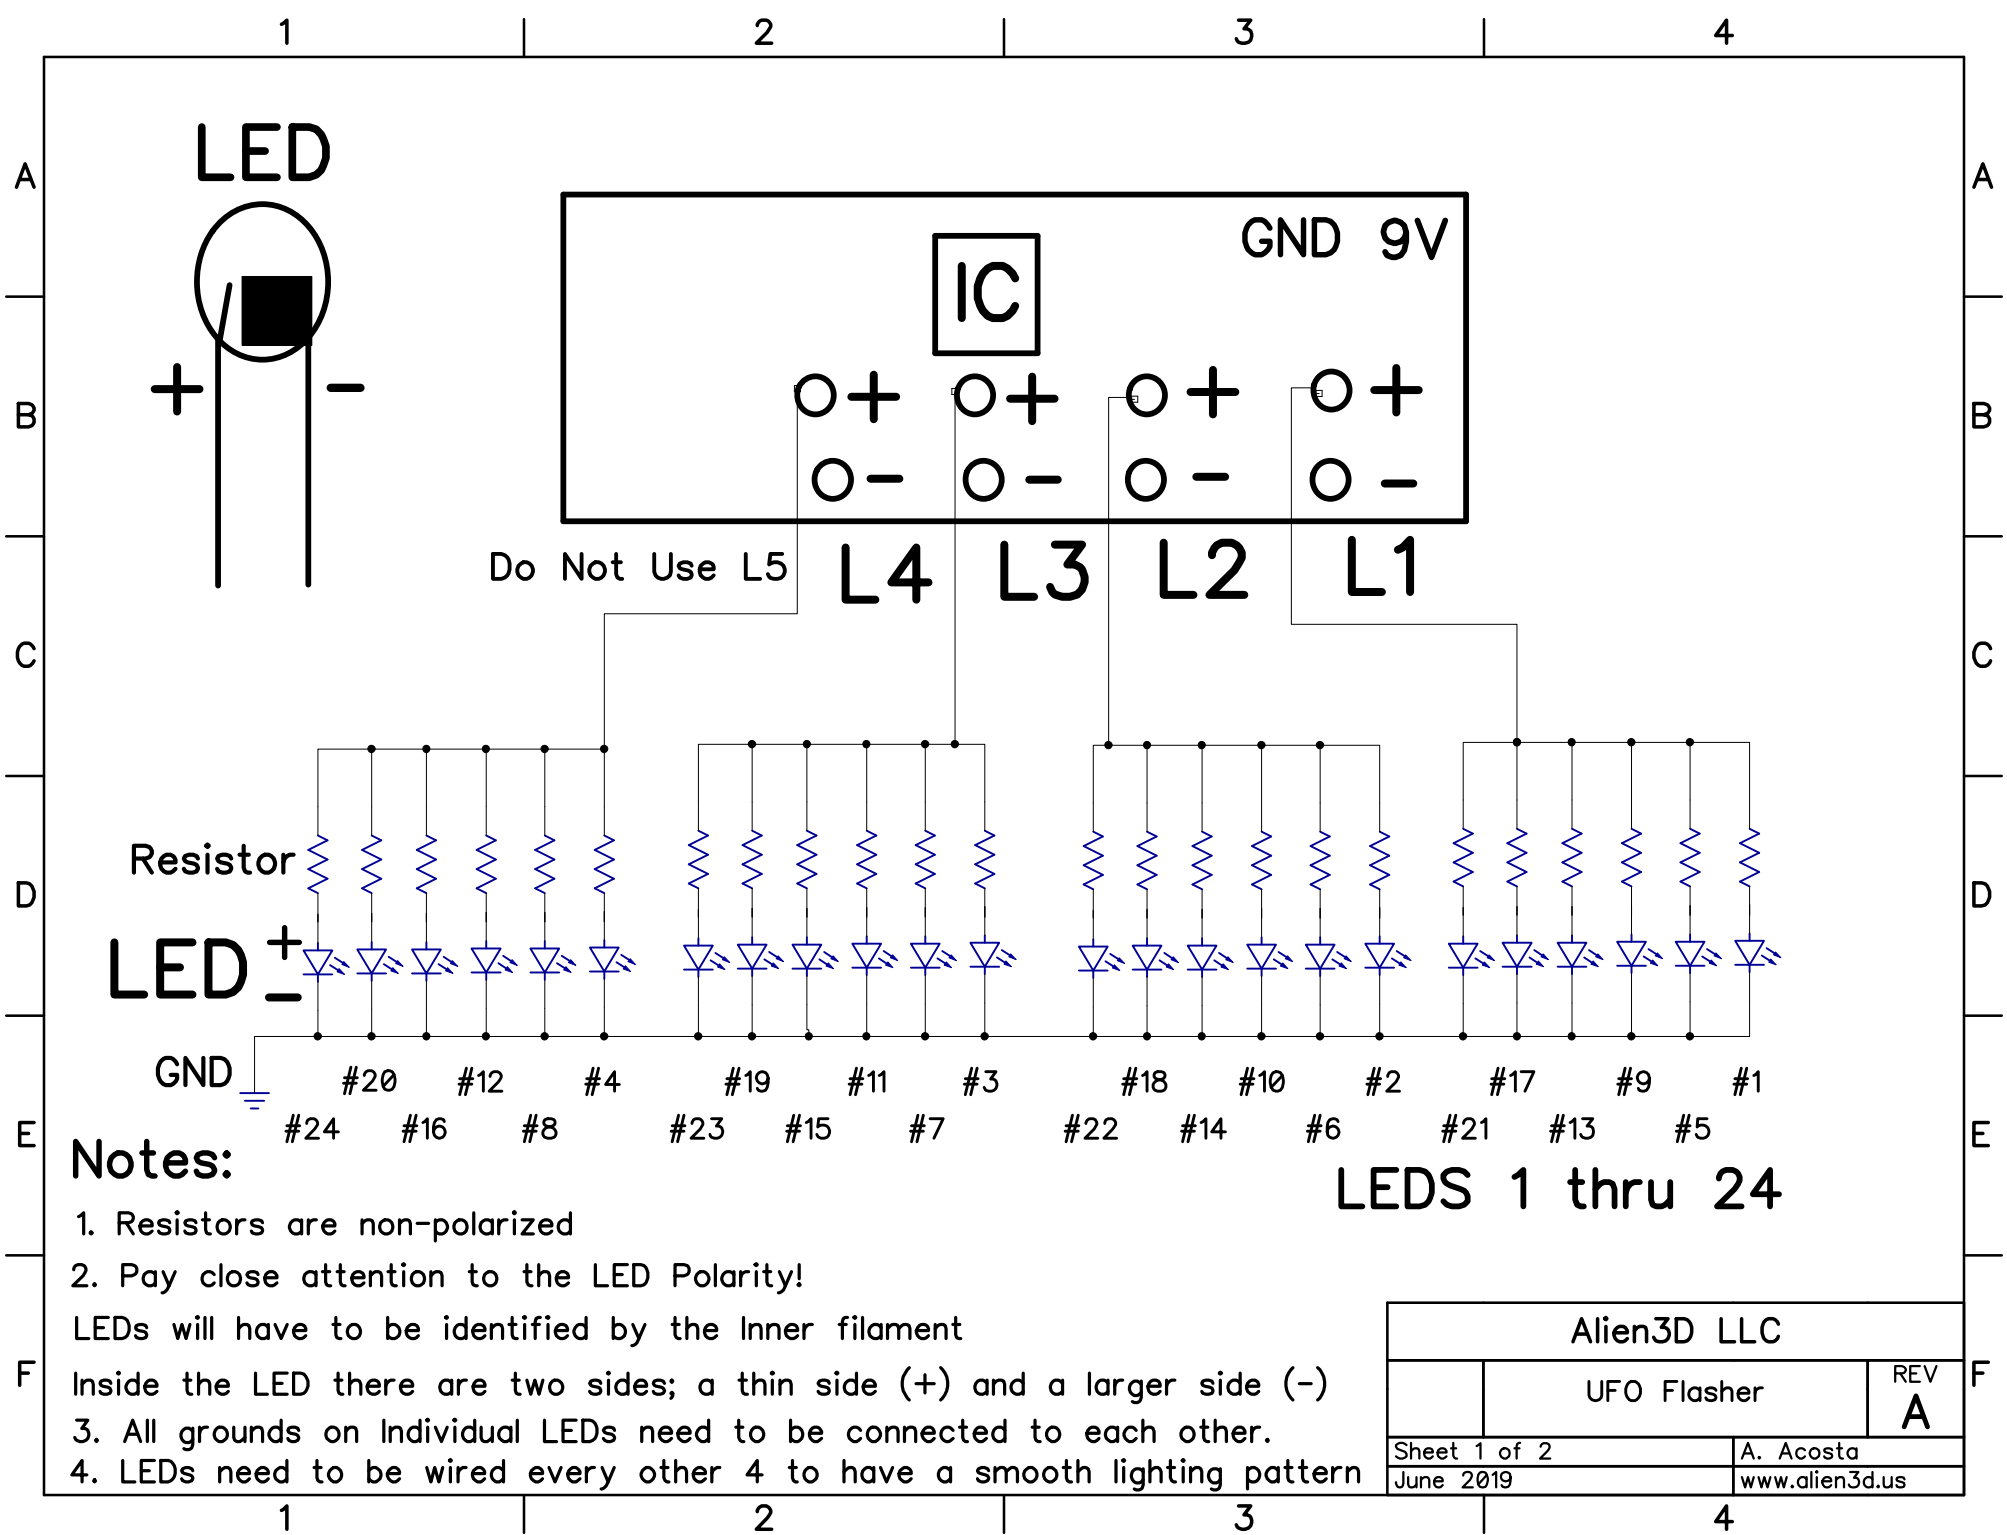 1 2 3 4
LED
A A
GND 9V
IC
+ -
+ + + +
B B
- - - -
Do Not Use L5 L4 L3 L2 L1
C C
Resistor
D D
LED + -
GND
#20 #12 #4 #19 #11 #3 #18 #10 #2 #17 #9 #1
#24 #16 #8 #23 #15 #7 #22 #14 #6 #21 #13 #5
E E
Notes:
LEDS 1 thru 24
1. Resistors are non-polarized
2. Pay close attention to the LED Polarity!
LEDs will have to be identified by the Inner filament
Inside the LED there are two sides; a thin side (+) and a larger side (-)
3. All grounds on Individual LEDs need to be connected to each other.
4. LEDs need to be wired every other 4 to have a smooth lighting pattern
F F
Alien3D LLC
UFO Flasher
REV
A
Sheet 1 of 2
A. Acosta
June 2019
www.alien3d.us
1 2 3 4